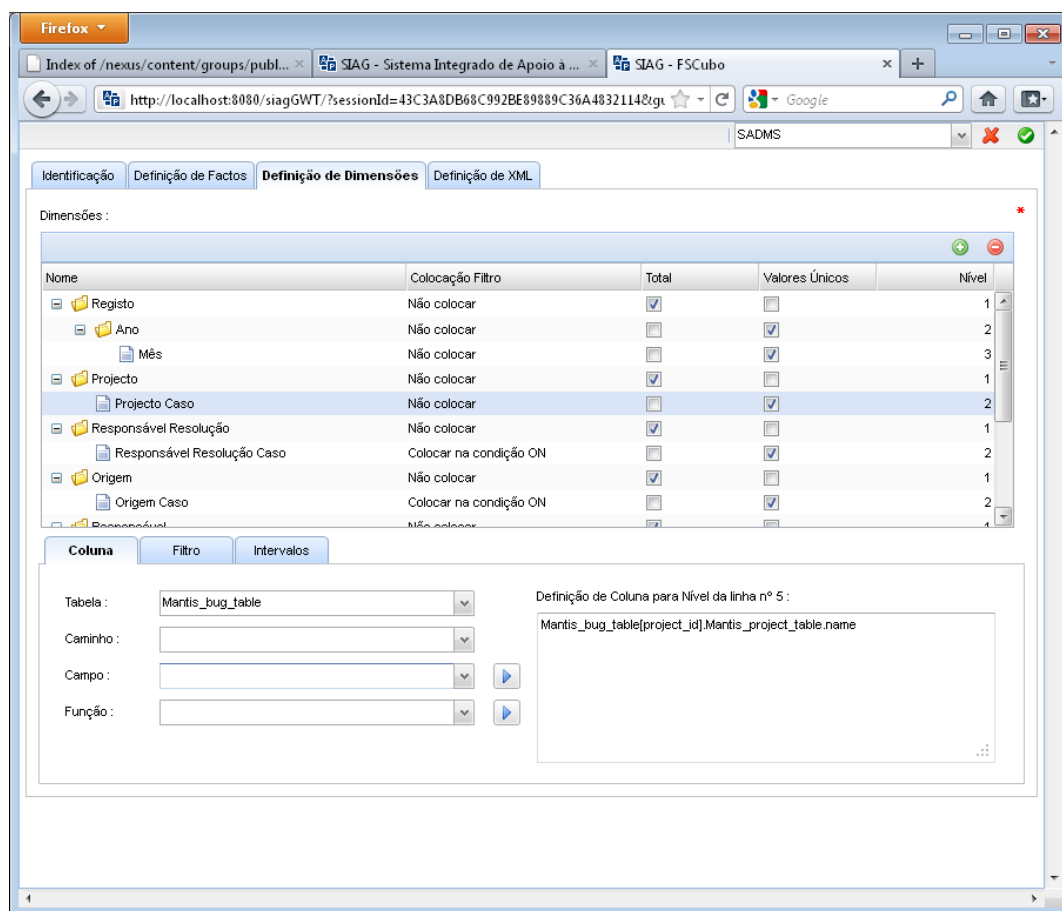 Firefox
Index of /nexus/content/groups/publ... SIAG - Sistema Integrado de Apoio à ... SIAG - FSCubo
http://localhost:8080/siagGWT/?sessionId=43C3A8DB68C992BE89889C36A4832114&tgu Google
SADMS
Identificação Definição de Factos Definição de Dimensões Definição de XML
Dimensões : *
Nome Colocação Filtro Total Valores Únicos Nível
Registo Não colocar 1
Ano Não colocar 2
Mês Não colocar 3
Projecto Não colocar 1
Projecto Caso Não colocar 2
Responsável Resolução Não colocar 1
Responsável Resolução Caso Colocar na condição ON 2
Origem Não colocar 1
Origem Caso Colocar na condição ON 2
Responsável Não colocar 1
Coluna Filtro Intervalos
Tabela : Mantis_bug_table Definição de Coluna para Nível da linha nº 5 :
Mantis_bug_table[project_id].Mantis_project_table.name
Caminho :
Campo :
Função :